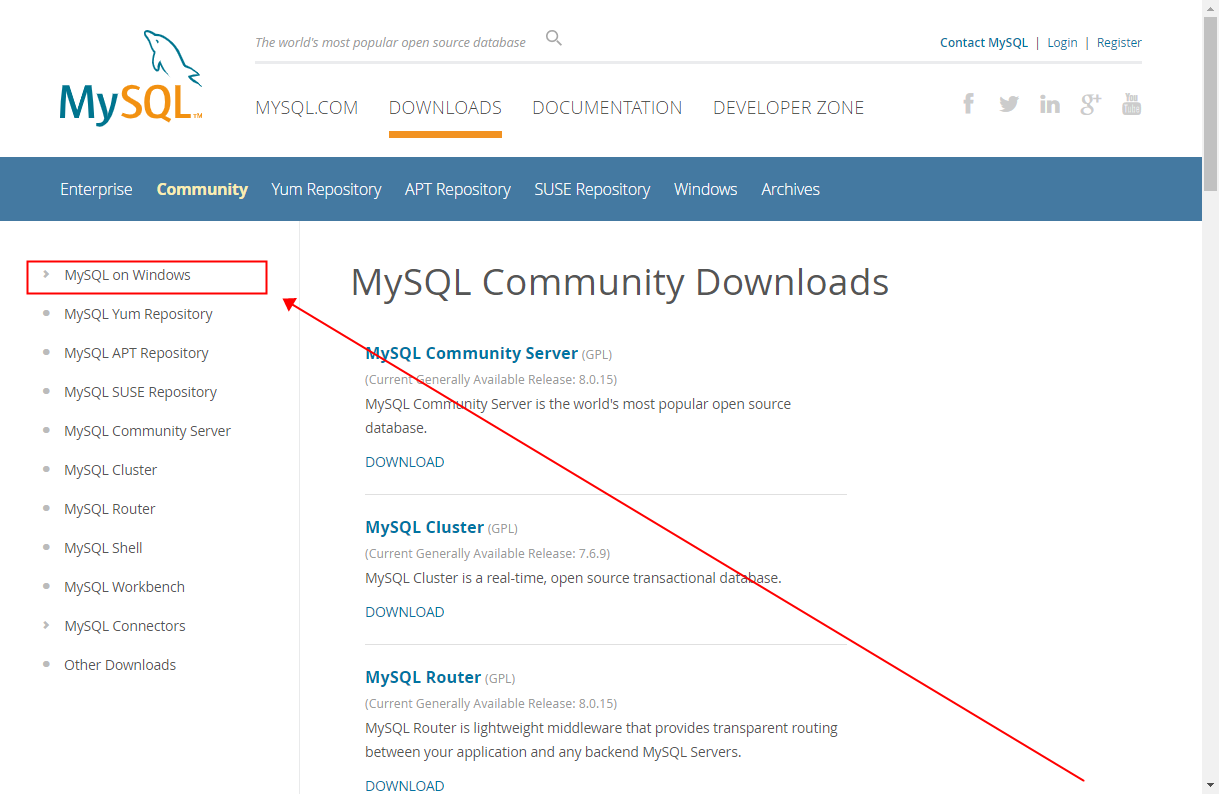 The world's most popular open source database
Contact MySQL | Login | Register
MySQL™
MYSQL.COM DOWNLOADS DOCUMENTATION DEVELOPER ZONE
f in g+ You Tube
Enterprise Community Yum Repository APT Repository SUSE Repository Windows Archives
MySQL on Windows
MySQL Yum Repository
MySQL APT Repository
MySQL SUSE Repository
MySQL Community Server
MySQL Cluster
MySQL Router
MySQL Shell
MySQL Workbench
MySQL Connectors
Other Downloads
MySQL Community Downloads
MySQL Community Server (GPL)
(Current Generally Available Release: 8.0.15)
MySQL Community Server is the world's most popular open source
database.
DOWNLOAD
MySQL Cluster (GPL)
(Current Generally Available Release: 7.6.9)
MySQL Cluster is a real-time, open source transactional database.
DOWNLOAD
MySQL Router (GPL)
(Current Generally Available Release: 8.0.15)
MySQL Router is lightweight middleware that provides transparent routing
between your application and any backend MySQL Servers.
DOWNLOAD